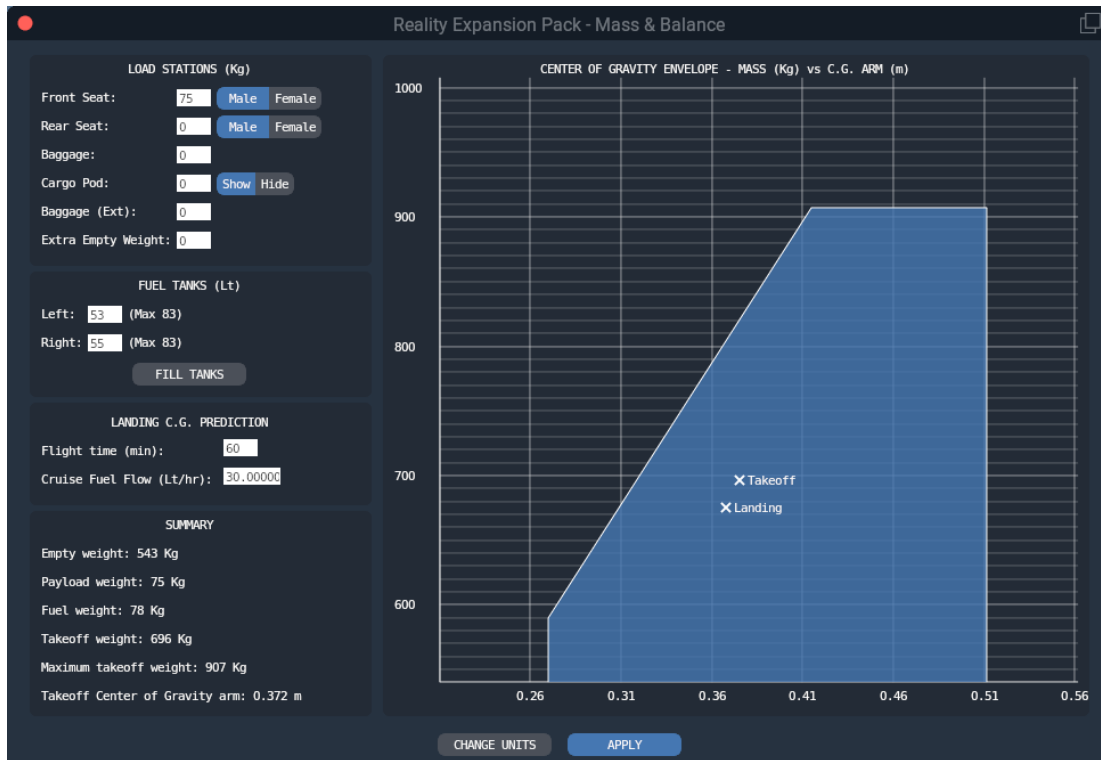 Reality Expansion Pack - Mass & Balance
LOAD STATIONS (Kg)
Front Seat: 75 Male Female
Rear Seat: 0 Male Female
Baggage: 0
Cargo Pod: 0 Show Hide
Baggage (Ext): 0
Extra Empty Weight: 0
FUEL TANKS (Lt)
Left: 53 (Max 83)
Right: 55 (Max 83)
FILL TANKS
LANDING C.G. PREDICTION
Flight time (min): 60
Cruise Fuel Flow (Lt/hr): 30.00000
SUMMARY
Empty weight: 543 Kg
Payload weight: 75 Kg
Fuel weight: 78 Kg
Takeoff weight: 696 Kg
Maximum takeoff weight: 907 Kg
Takeoff Center of Gravity arm: 0.372 m
CENTER OF GRAVITY ENVELOPE - MASS (Kg) vs C.G. ARM (m)
1000
900
800
700
600
Takeoff
Landing
0.26 0.31 0.36 0.41 0.46 0.51 0.56
CHANGE UNITS APPLY